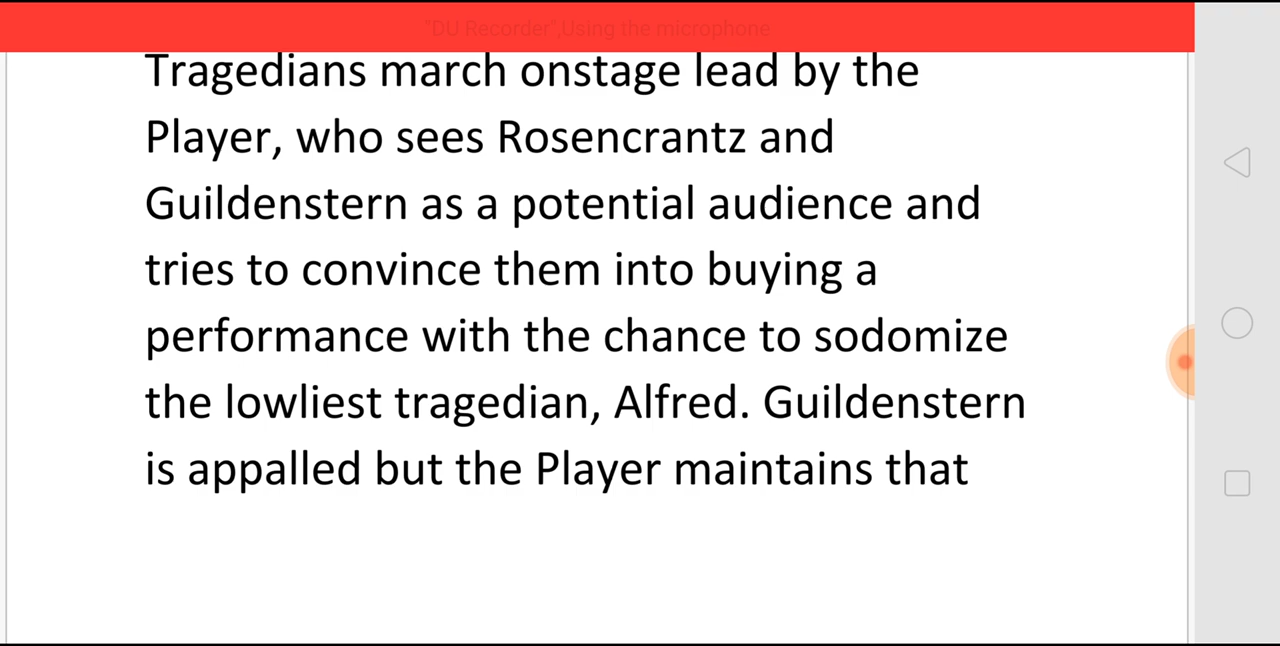 "DU Recorder",Using the microphone
Tragedians march onstage lead by the
Player, who sees Rosencrantz and
Guildenstern as a potential audience and
tries to convince them into buying a
performance with the chance to sodomize
the lowliest tragedian, Alfred. Guildenstern
is appalled but the Player maintains that